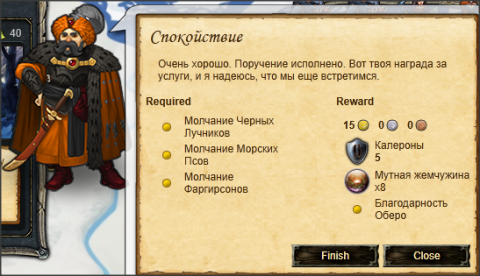 40
Спокойствие
Очень хорошо. Поручение исполнено. Вот твоя награда за
услуги, и я надеюсь, что мы еще встретимся.
Required
Молчание Черных
Лучников
Молчание Морских
Псов
Молчание
Фаргирсонов
Reward
15 0 0
Калероны
5
Мутная жемчужина
x8
Благодарность
Оберо
Finish Close